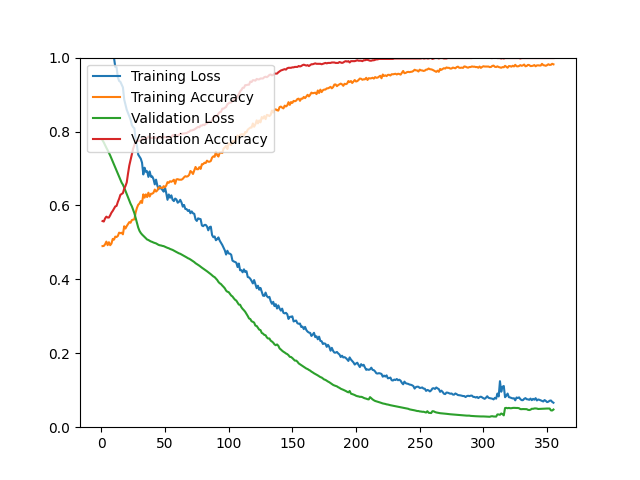 1.0
0.8
0.6
0.4
0.2
0.0
0 50 100 150 200 250 300 350
Training Loss
Training Accuracy
Validation Loss
Validation Accuracy